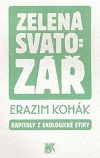 ZELENÁ
SVATO:
ZÁŘ
ERAZIM KOHÁK
KAPITOLY Z EKOLOGICKÉ ETIKY